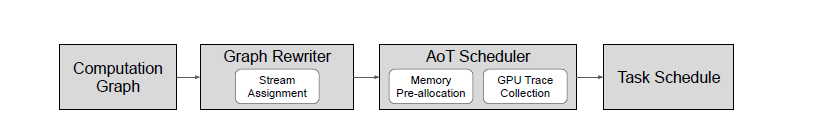 Computation
Graph
Graph Rewriter
Stream
Assignment
AoT Scheduler
Memory
Pre-allocation
GPU Trace
Collection
Task Schedule